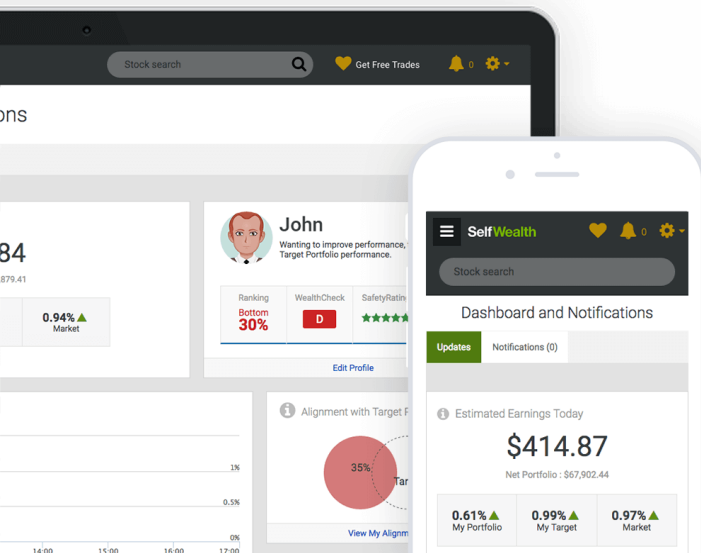 Stock search
Get Free Trades
0
ons
84
879.41
0.94%
Market
John
Wanting to improve performance,
Target Portfolio performance.
Ranking
WealthCheck
SafetyRating
Bottom
30%
D
Edit Profile
1%
0.5%
0%
14:00
15:00
16:00
17:00
Alignment with Target P
35%
Tar
View My Alignm
SelfWealth
0
Stock search
Dashboard and Notifications
Updates
Notifications (0)
Estimated Earnings Today
$414.87
Net Portfolio : $67,902.44
0.61%
My Portfolio
0.99%
My Target
0.97%
Market